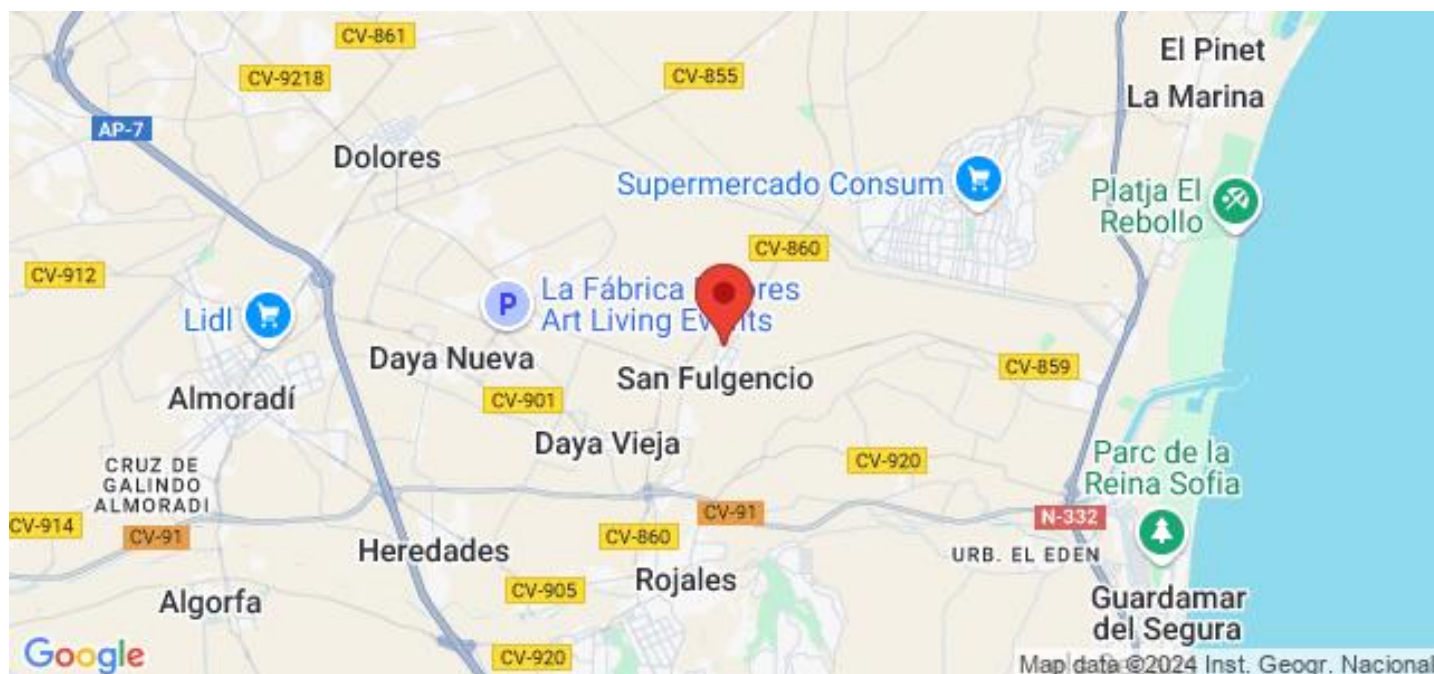 CV-861
El Pinet
CV-9218
CV-855
La Marina
AP-7
Dolores
Supermercado Consum
Platja El
Rebollo
CV-860
CV-912
La Fábrica
Art Living
P
Lidl
Daya Nueva
San Fulgencio
CV-859
Almoradí
CV-901
Daya Vieja
CRUZ DE
GALINDO
ALMORADI
CV-920
Parc de la
Reina Sofia
CV-914
CV-91
CV-91
N-332
CV-860
Heredades
URB. EL EDEN
CV-905
Rojales
Algorfa
Guardamar
del Segura
CV-920
Google
Map data ©2024 Inst. Geogr. Nacional